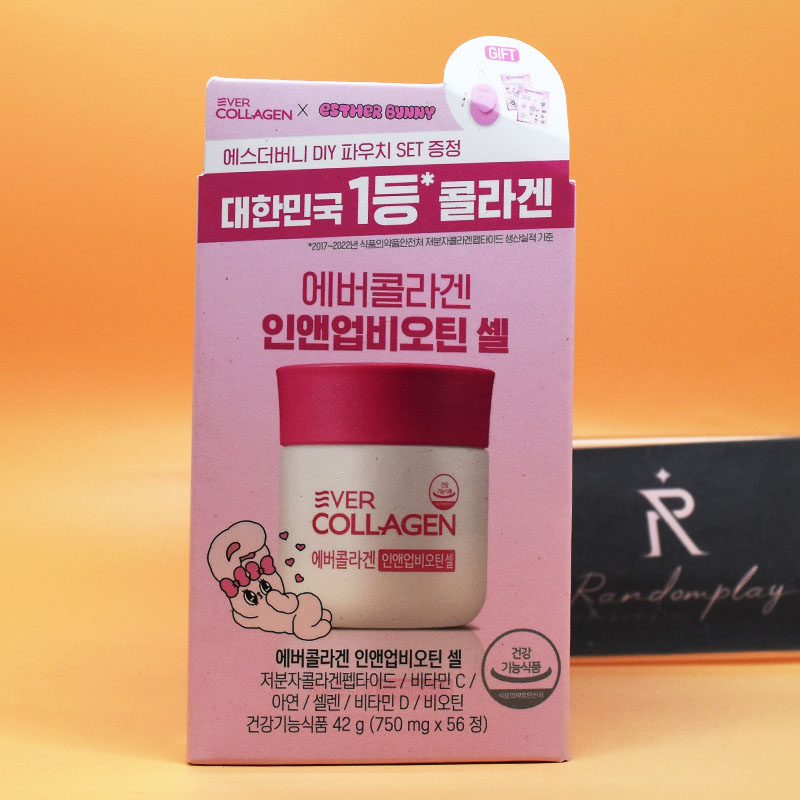 GIFT
EVER COLLAGEN X ESTHER BUNNY
에스더버니 DIY 파우치 SET 증정
대한민국 1등* 콜라겐
*2017~2022년 식품의약품안전처 저분자콜라겐펩타이드 생산실적 기준
에버콜라겐
인앤업비오틴 셀
건강
기능식품
EVER
COLLAGEN
에버콜라겐 인앤업비오틴셀
에버콜라겐 인앤업비오틴 셀
저분자콜라겐펩타이드 / 비타민 C /
아연 / 셀렌 / 비타민 D / 비오틴
건강기능식품 42 g (750 mg x 56 정)
건강
기능식품
식품의약품안전처
R
Randomplay